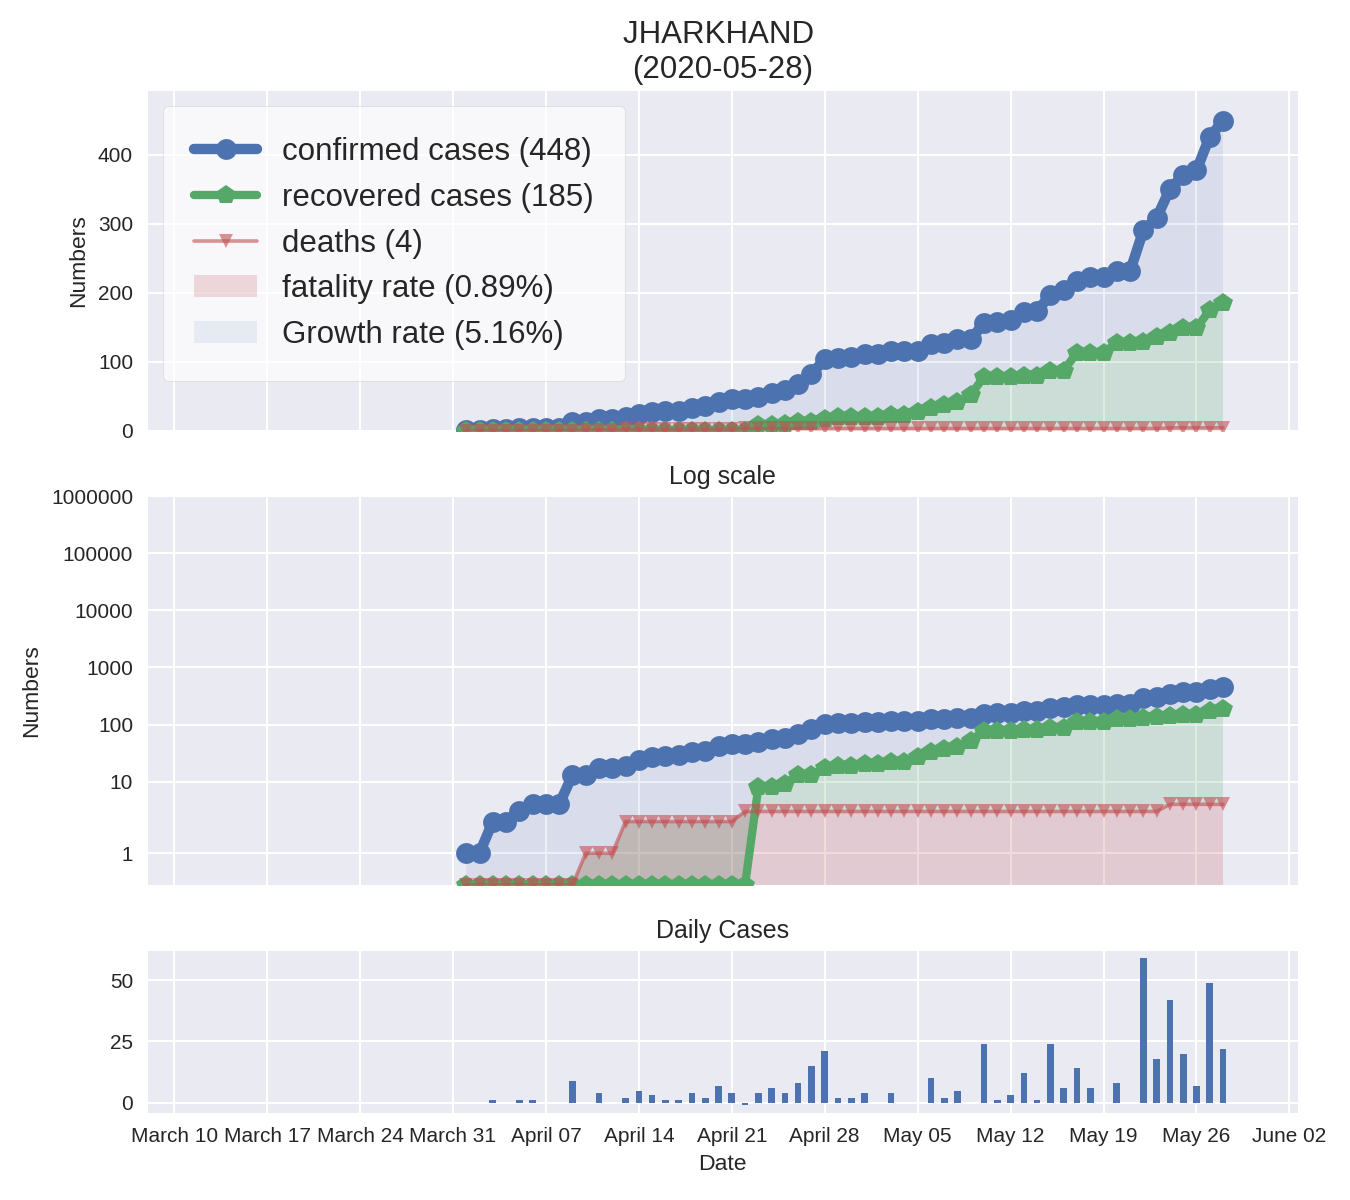 JHARKHAND
(2020-05-28)
confirmed cases (448)
recovered cases (185)
deaths (4)
fatality rate (0.89%)
Growth rate (5.16%)
Numbers
400
300
200
100
0
Log scale
Numbers
1000000
100000
10000
1000
100
10
1
Daily Cases
50
25
0
March 10 March 17 March 24 March 31 April 07 April 14 April 21 April 28 May 05 May 12 May 19 May 26 June 02
Date